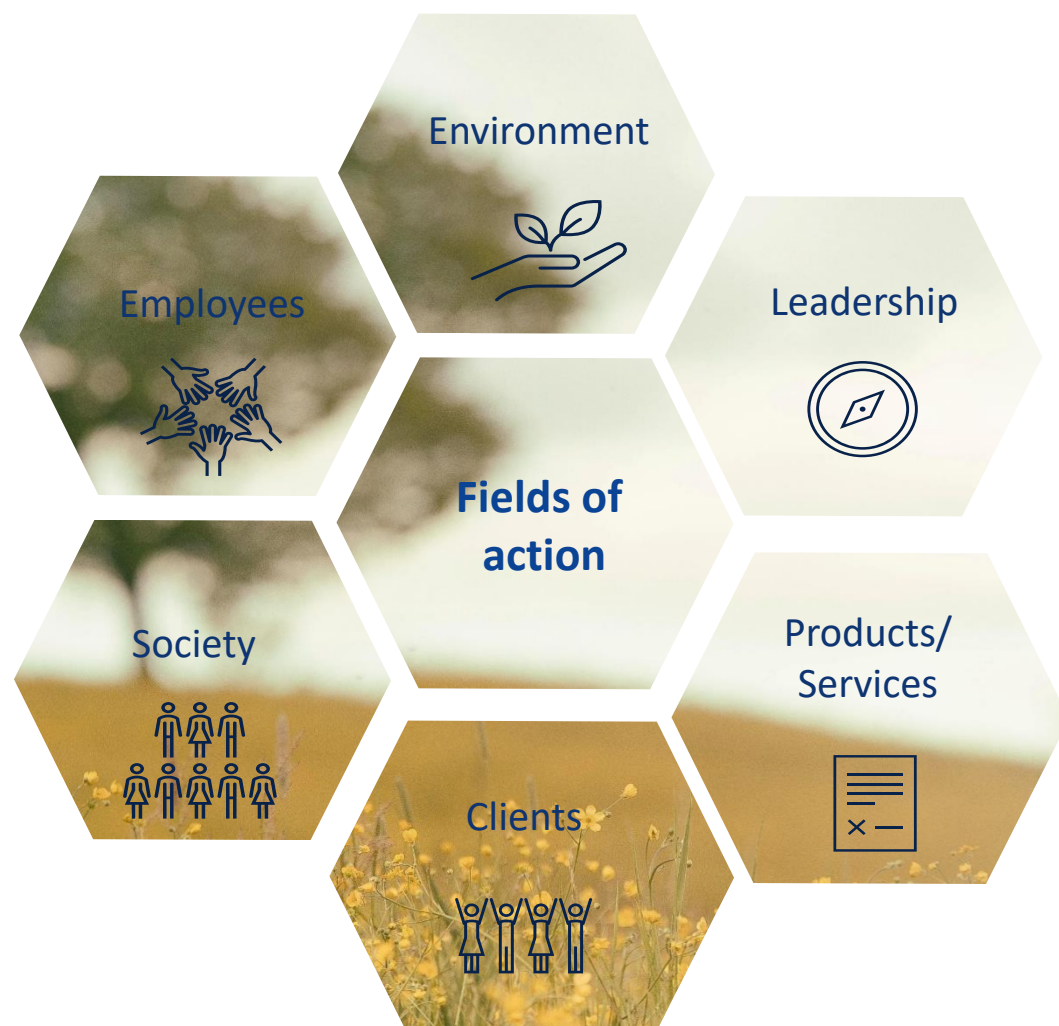 Environment
Employees
Leadership
Fields of
action
Society
Products/
Services
Clients